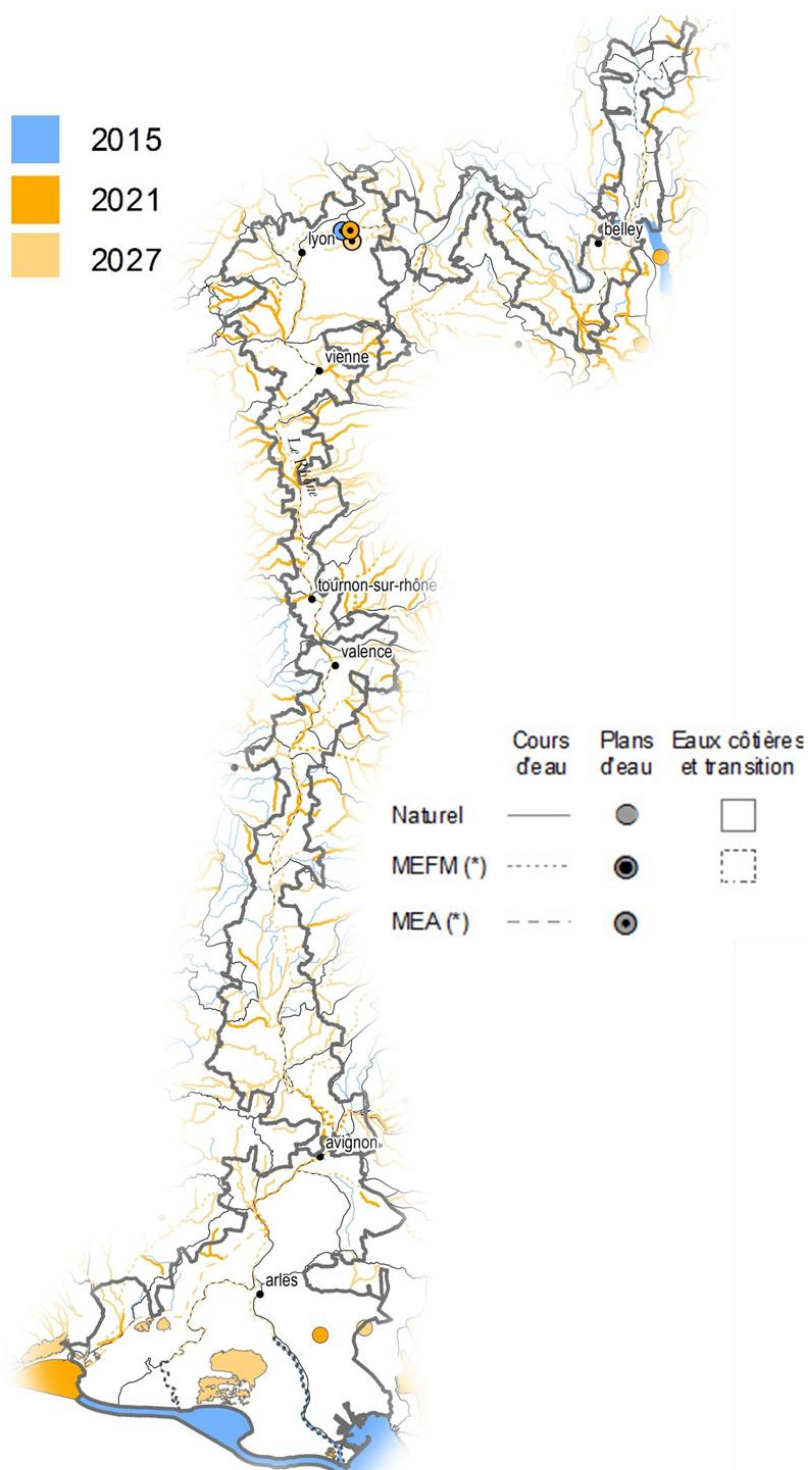 2015
2021
2027
belley
lyon
vienne
Le Rhône
tournon-sur-rhône
valence
Cours d'eau
Plans d'eau
Eaux côtières et transition
Naturel
MEFM (*)
MEA (*)
avignon
arles